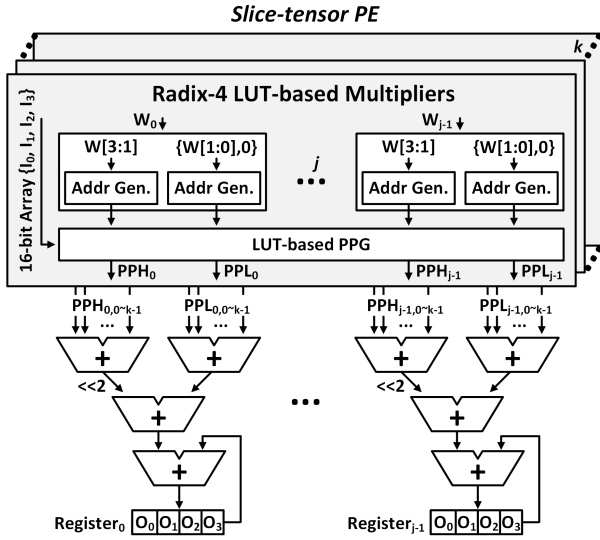 Slice-tensor PE
k
Radix-4 LUT-based Multipliers
16-bit Array {I0, I1, I2, I3}
W0 Wj-1
W[3:1] {W[1:0],0} j W[3:1] {W[1:0],0}
Addr Gen. Addr Gen. ... Addr Gen. Addr Gen.
LUT-based PPG
PPH0 PPL0 PPHj-1 PPLj-1
PPH0,0~k-1 PPL0,0~k-1 PPHj-1,0~k-1 PPLj-1,0~k-1
... ... ... ...
+ + + +
<<2 <<2
+ ... +
+ +
Register0 O0 O1 O2 O3 Registerj-1 O0 O1 O2 O3